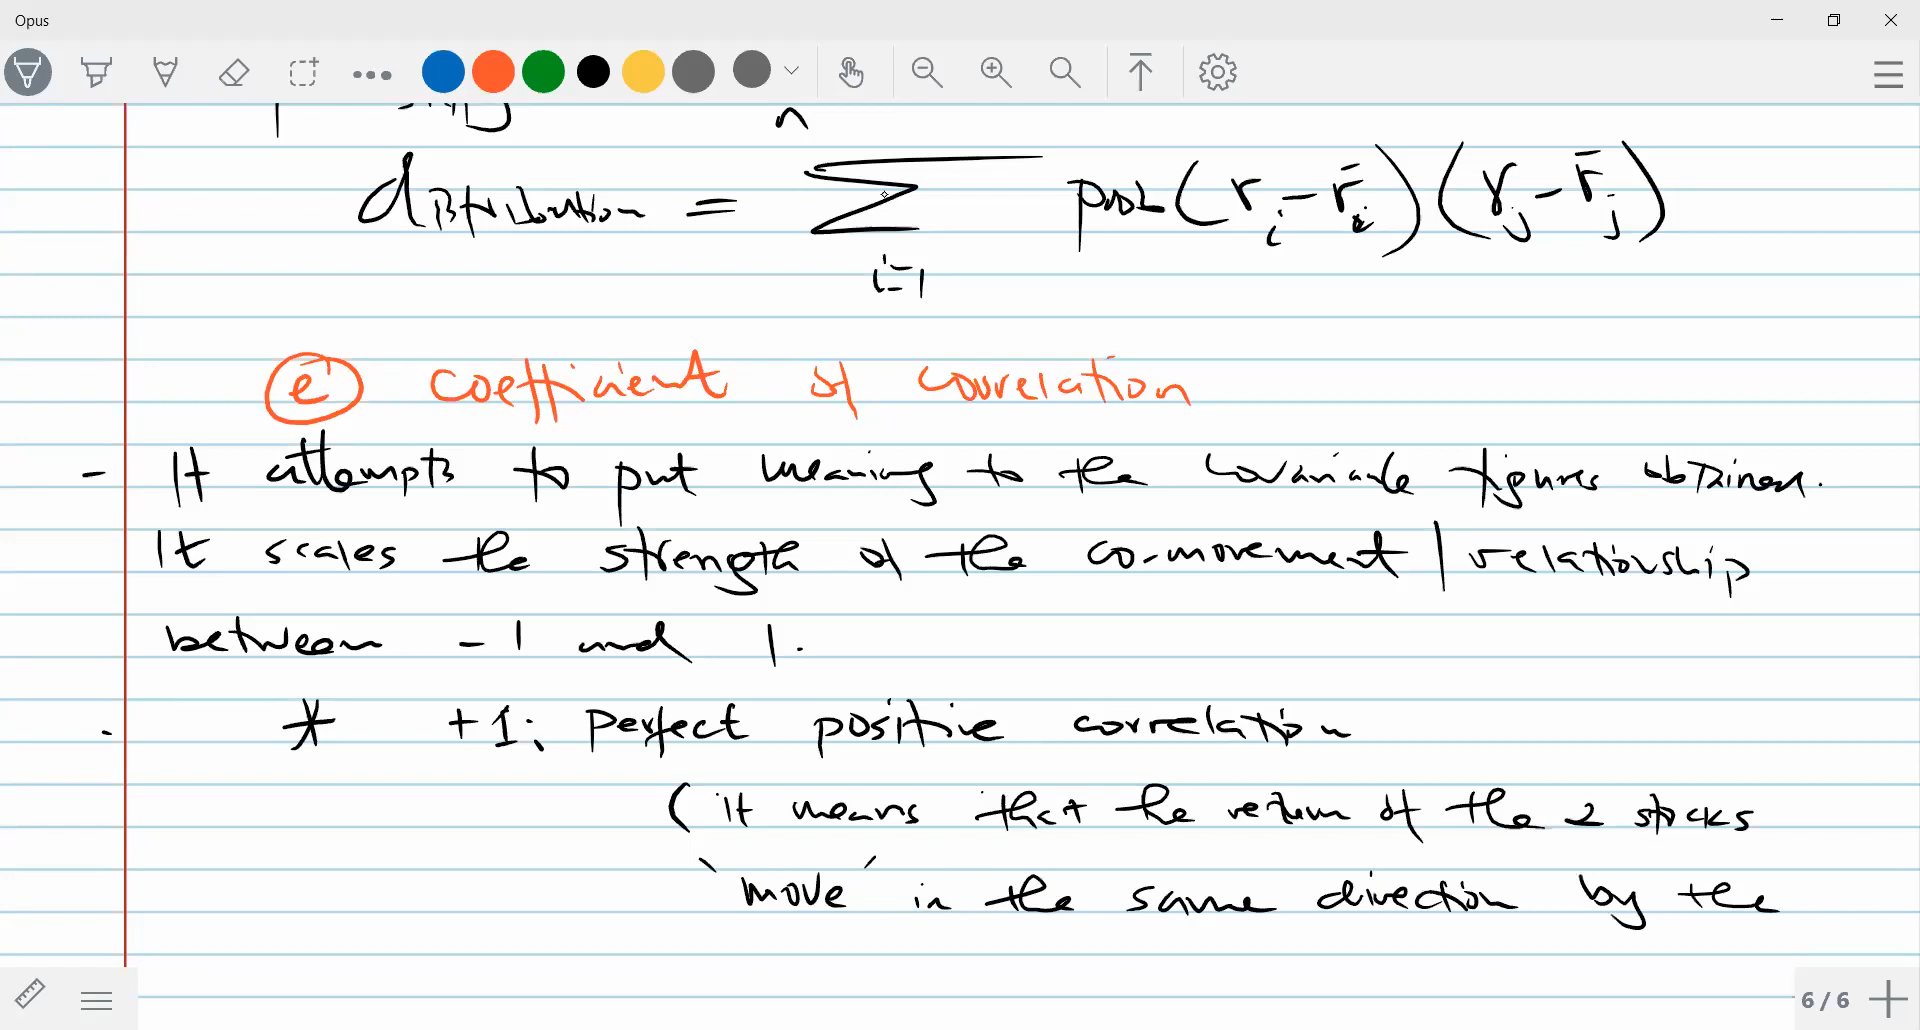 Opus
n
distribution = ∑ prob (r i - r̄ i) (r j - r̄ j)
i=1
e coefficient of correlation
- It attempts to put meaning to the covariance figures obtained.
It scales the strength of the co-movement / relationship
between -1 and 1.
* +1: perfect positive correlation
(it means that the return of the 2 stocks
'move' in the same direction by the
6 / 6